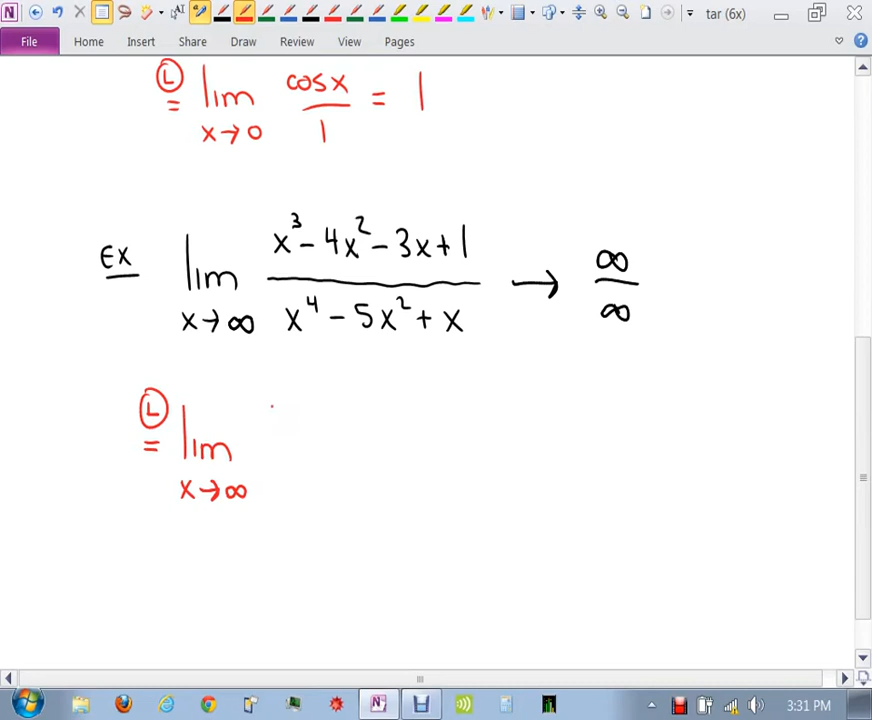 tar (6x)
File Home Insert Share Draw Review View Pages
Ⓛ = lim x→0 cosx / 1 = 1
EX lim x→∞ x³ - 4x² - 3x + 1 / x⁴ - 5x² + x → ∞ / ∞
Ⓛ = lim x→∞
3:31 PM